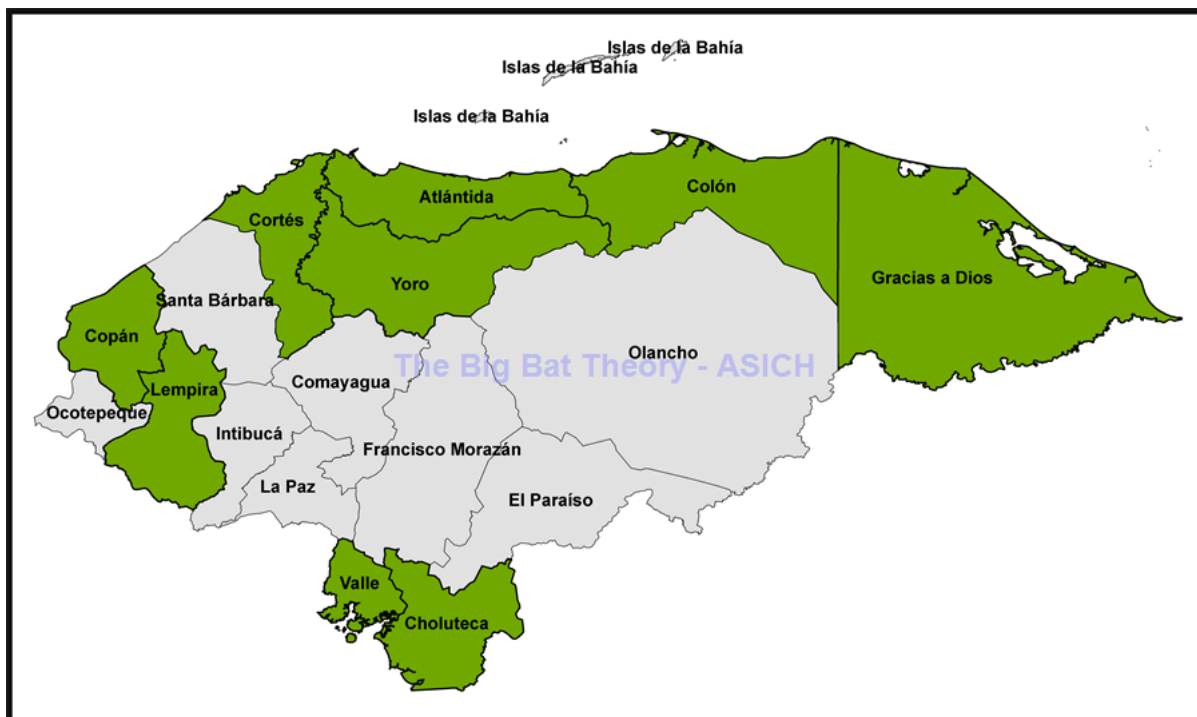 Islas de la Bahía
Islas de la Bahía
Islas de la Bahía
Atlántida
Colón
Cortés
Yoro
Gracias a Dios
Santa Bárbara
Copán
Olancho
The Big Bat Theory - ASICH
Comayagua
Lempira
Ocotepeque
Intibucá
Francisco Morazán
La Paz
El Paraíso
Valle
Choluteca